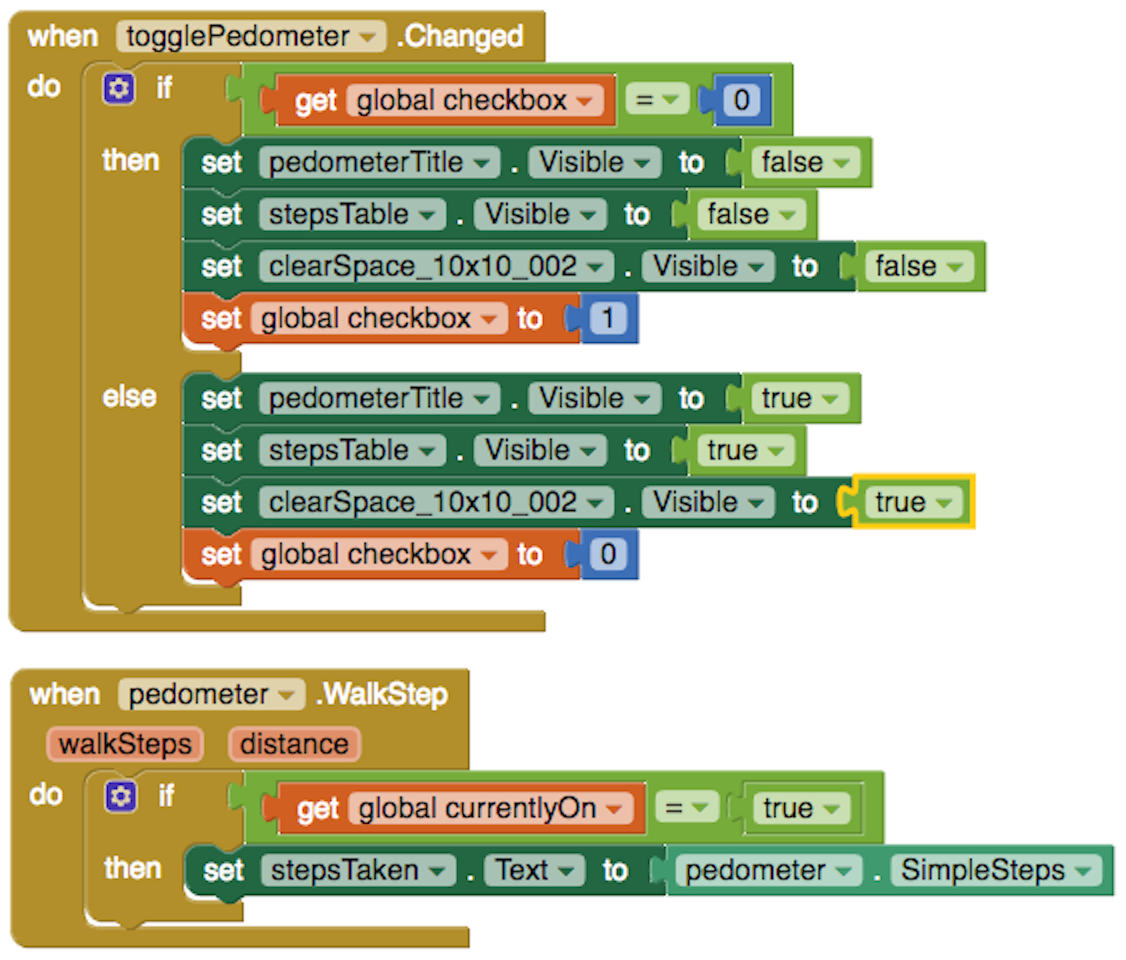 when togglePedometer .Changed
do if get global checkbox = 0
then set pedometerTitle . Visible to false
set stepsTable . Visible to false
set clearSpace_10x10_002 . Visible to false
set global checkbox to 1
else set pedometerTitle . Visible to true
set stepsTable . Visible to true
set clearSpace_10x10_002 . Visible to true
set global checkbox to 0
when pedometer .WalkStep
walkSteps distance
do if get global currentlyOn = true
then set stepsTaken . Text to pedometer . SimpleSteps